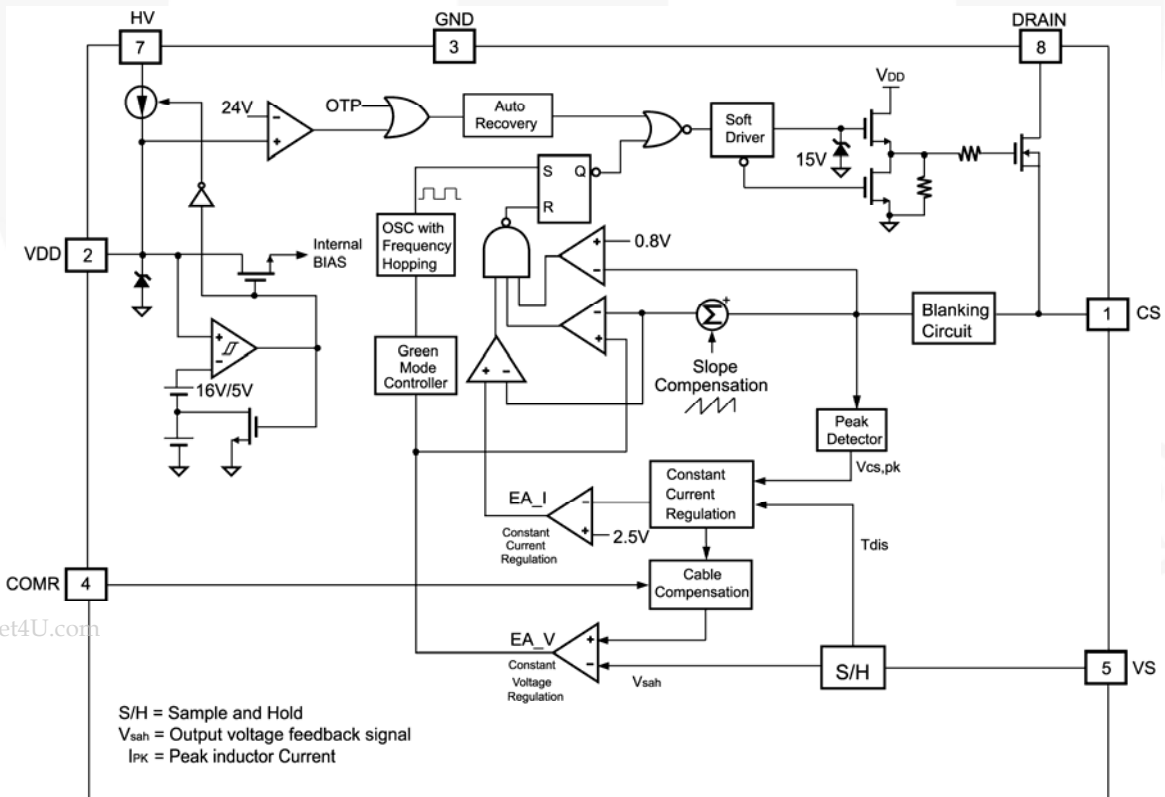 HV
7
GND
3
DRAIN
8
24V
-
+
OTP
Auto
Recovery
Soft
Driver
VDD
15V
S
Q
R
OSC with
Frequency
Hopping
VDD
2
Internal
BIAS
+
-
0.8V
+
-
16V/5V
Green
Mode
Controller
-
+
Σ
+
Slope
Compensation
Blanking
Circuit
1
CS
+ -
Peak
Detector
Vcs,pk
EA_I
Constant
Current
Regulation
-
+
2.5V
Constant
Current
Regulation
Tdis
COMR
4
Cable
Compensation
et4U.com
EA_V
Constant
Voltage
Regulation
+
-
Vsah
S/H
5
VS
S/H = Sample and Hold
Vsah = Output voltage feedback signal
IPK = Peak inductor Current